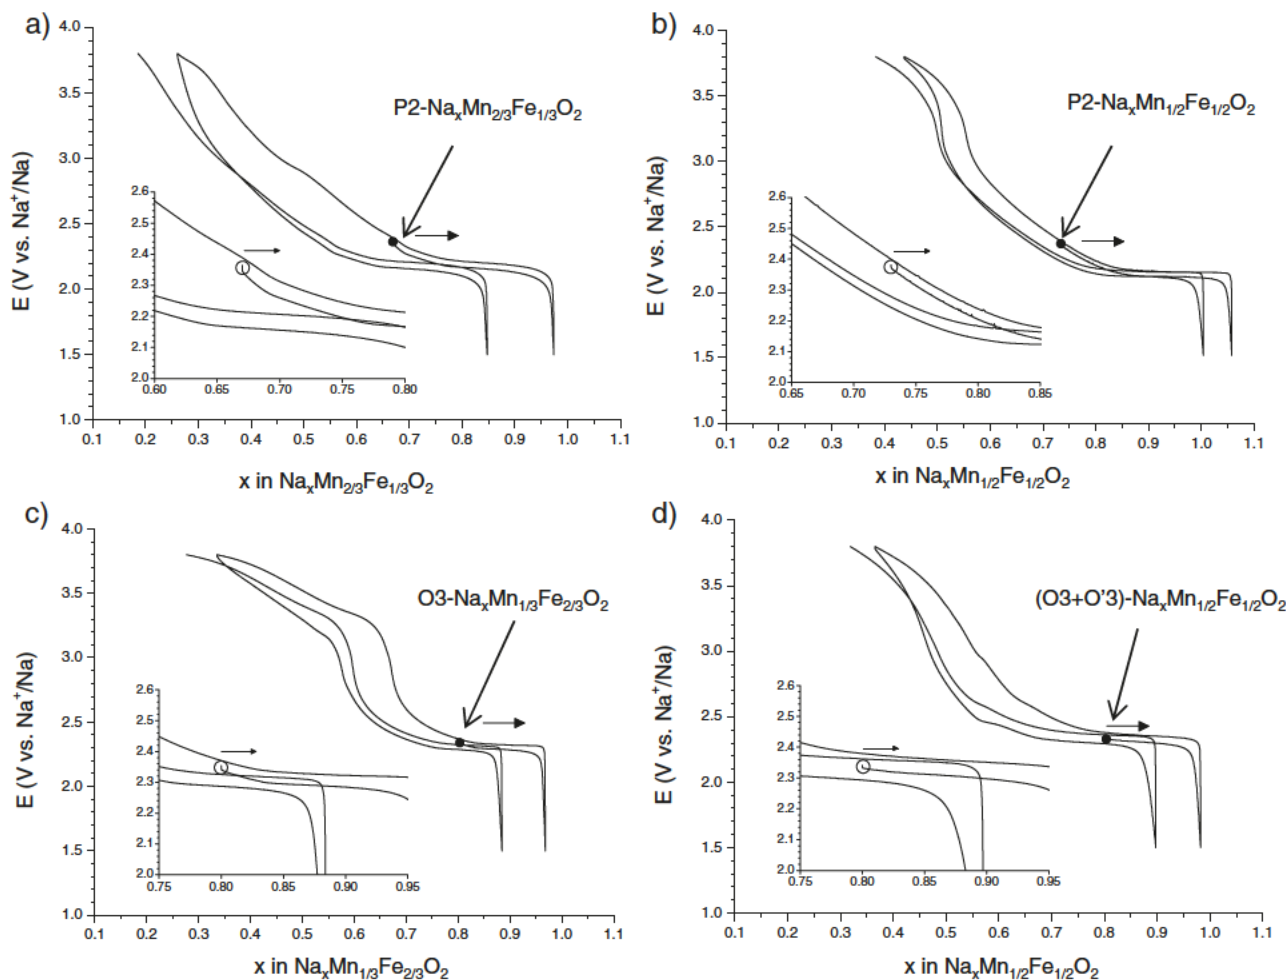 a)
4.0
3.5
3.0
2.5
2.0
1.5
1.0
E (V vs. Na⁺/Na)
P2-NaₓMn₂/₃Fe₁/₃O₂
2.6
2.5
2.4
2.3
2.2
2.1
2.0
0.60 0.65 0.70 0.75 0.80
0.1 0.2 0.3 0.4 0.5 0.6 0.7 0.8 0.9 1.0 1.1
x in NaₓMn₂/₃Fe₁/₃O₂
b)
4.0
3.5
3.0
2.5
2.0
1.5
1.0
E (V vs. Na⁺/Na)
P2-NaₓMn₁/₂Fe₁/₂O₂
2.6
2.5
2.4
2.3
2.2
2.1
2.0
0.65 0.70 0.75 0.80 0.85
0.1 0.2 0.3 0.4 0.5 0.6 0.7 0.8 0.9 1.0 1.1
x in NaₓMn₁/₂Fe₁/₂O₂
c)
4.0
3.5
3.0
2.5
2.0
1.5
1.0
E (V vs. Na⁺/Na)
O3-NaₓMn₁/₃Fe₂/₃O₂
2.6
2.5
2.4
2.3
2.2
2.1
2.0
0.75 0.80 0.85 0.90 0.95
0.1 0.2 0.3 0.4 0.5 0.6 0.7 0.8 0.9 1.0 1.1
x in NaₓMn₁/₃Fe₂/₃O₂
d)
4.0
3.5
3.0
2.5
2.0
1.5
1.0
E (V vs. Na⁺/Na)
(O3+O'3)-NaₓMn₁/₂Fe₁/₂O₂
2.6
2.5
2.4
2.3
2.2
2.1
2.0
0.75 0.80 0.85 0.90 0.95
0.1 0.2 0.3 0.4 0.5 0.6 0.7 0.8 0.9 1.0 1.1
x in NaₓMn₁/₂Fe₁/₂O₂